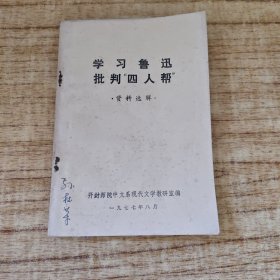 学习鲁迅
批判“四人帮”
·资料选辑·
开封师院中文系现代文学教研室编
一九七七年八月